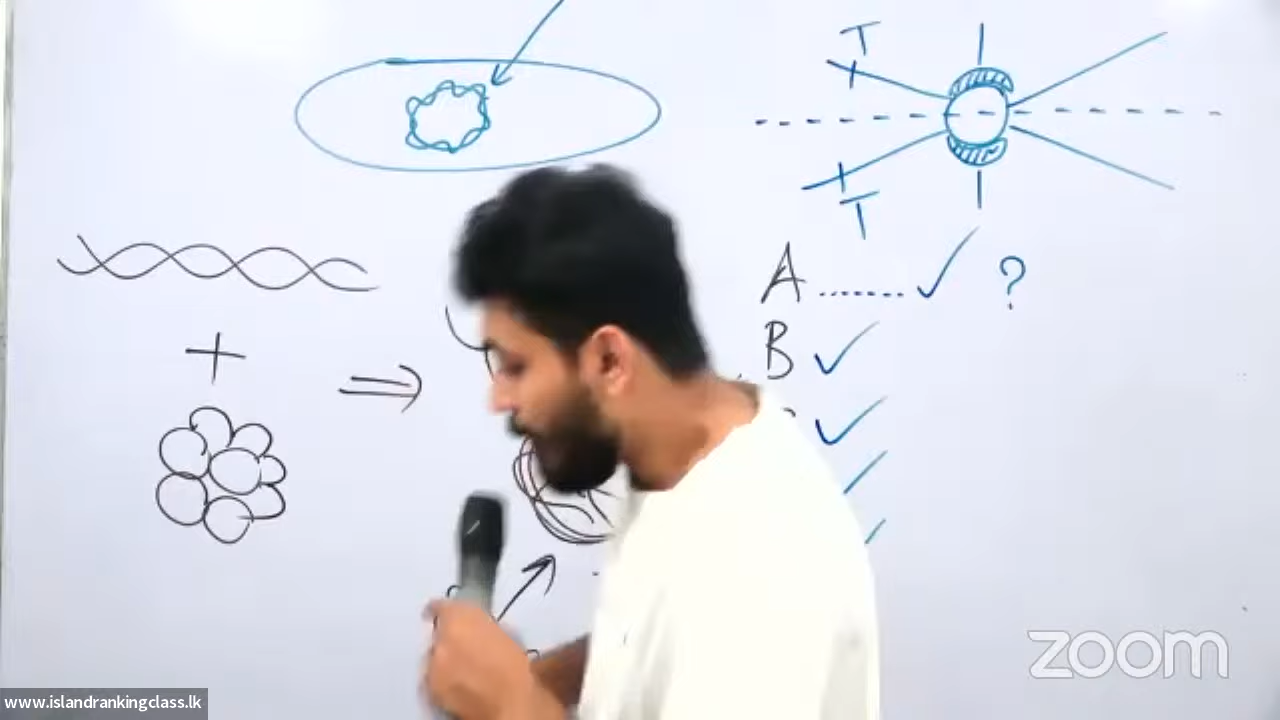 T
T
A ........ ✓ ?
B ✓
✓
zoom
www.islandrankingclass.lk